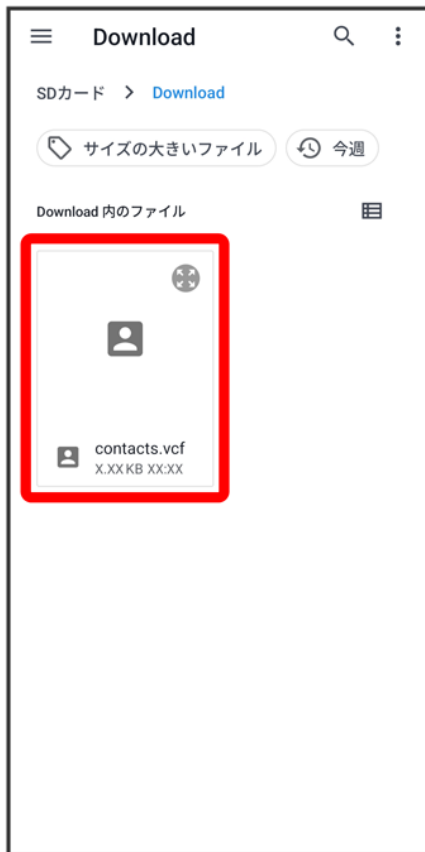 Download
SDカード > Download
サイズの大きいファイル 今週
Download 内のファイル
contacts.vcf
X.XX KB XX:XX